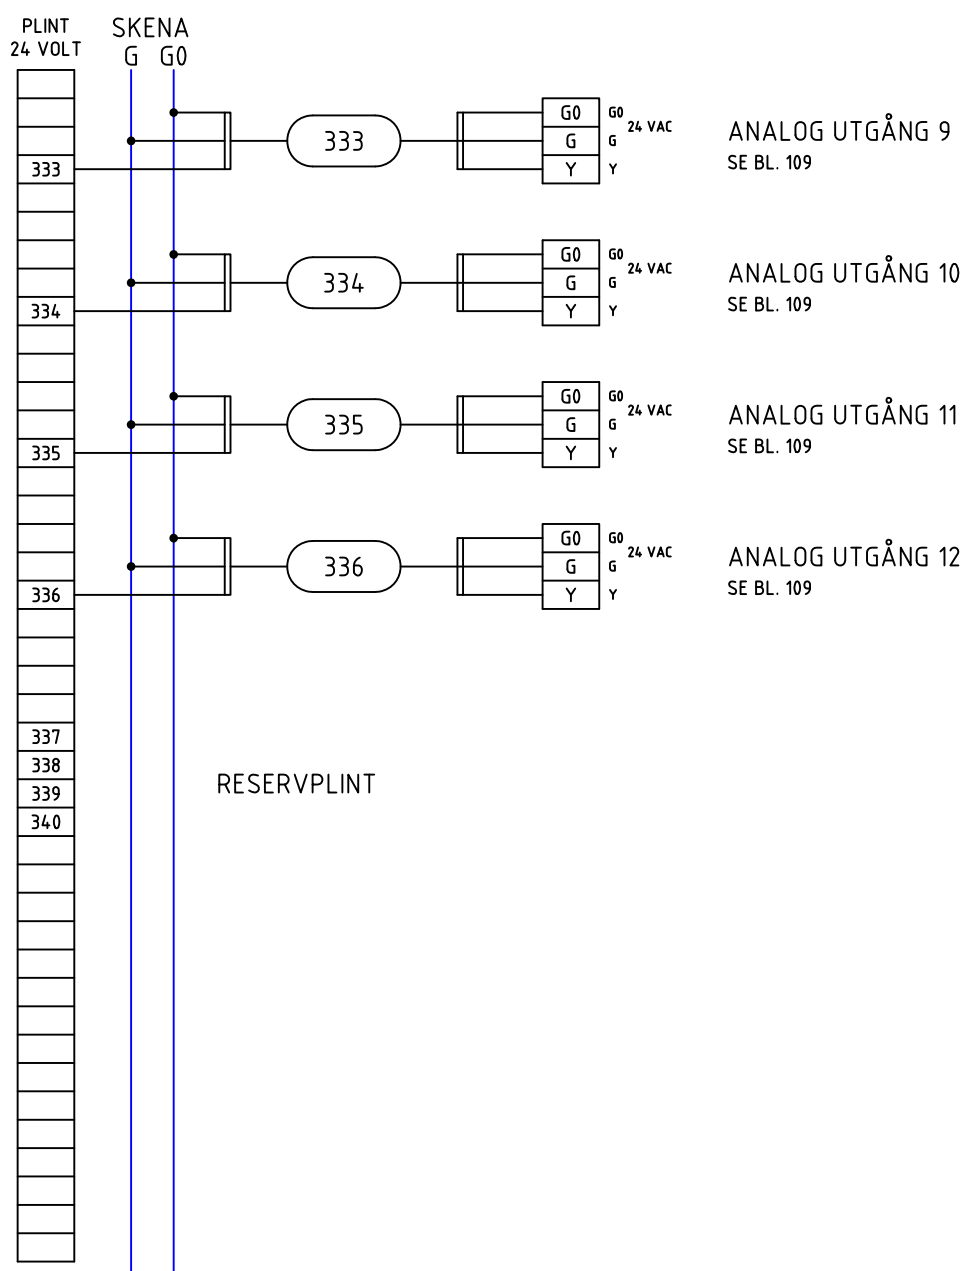 PLINT
24 VOLT
SKENA
G G0
G0 G0
24 VAC
333
G G
ANALOG UTGÅNG 9
333
Y Y
SE BL. 109
G0 G0
24 VAC
334
G G
ANALOG UTGÅNG 10
334
Y Y
SE BL. 109
G0 G0
24 VAC
335
G G
ANALOG UTGÅNG 11
335
Y Y
SE BL. 109
G0 G0
24 VAC
336
G G
ANALOG UTGÅNG 12
336
Y Y
SE BL. 109
337
338
339
340
RESERVPLINT